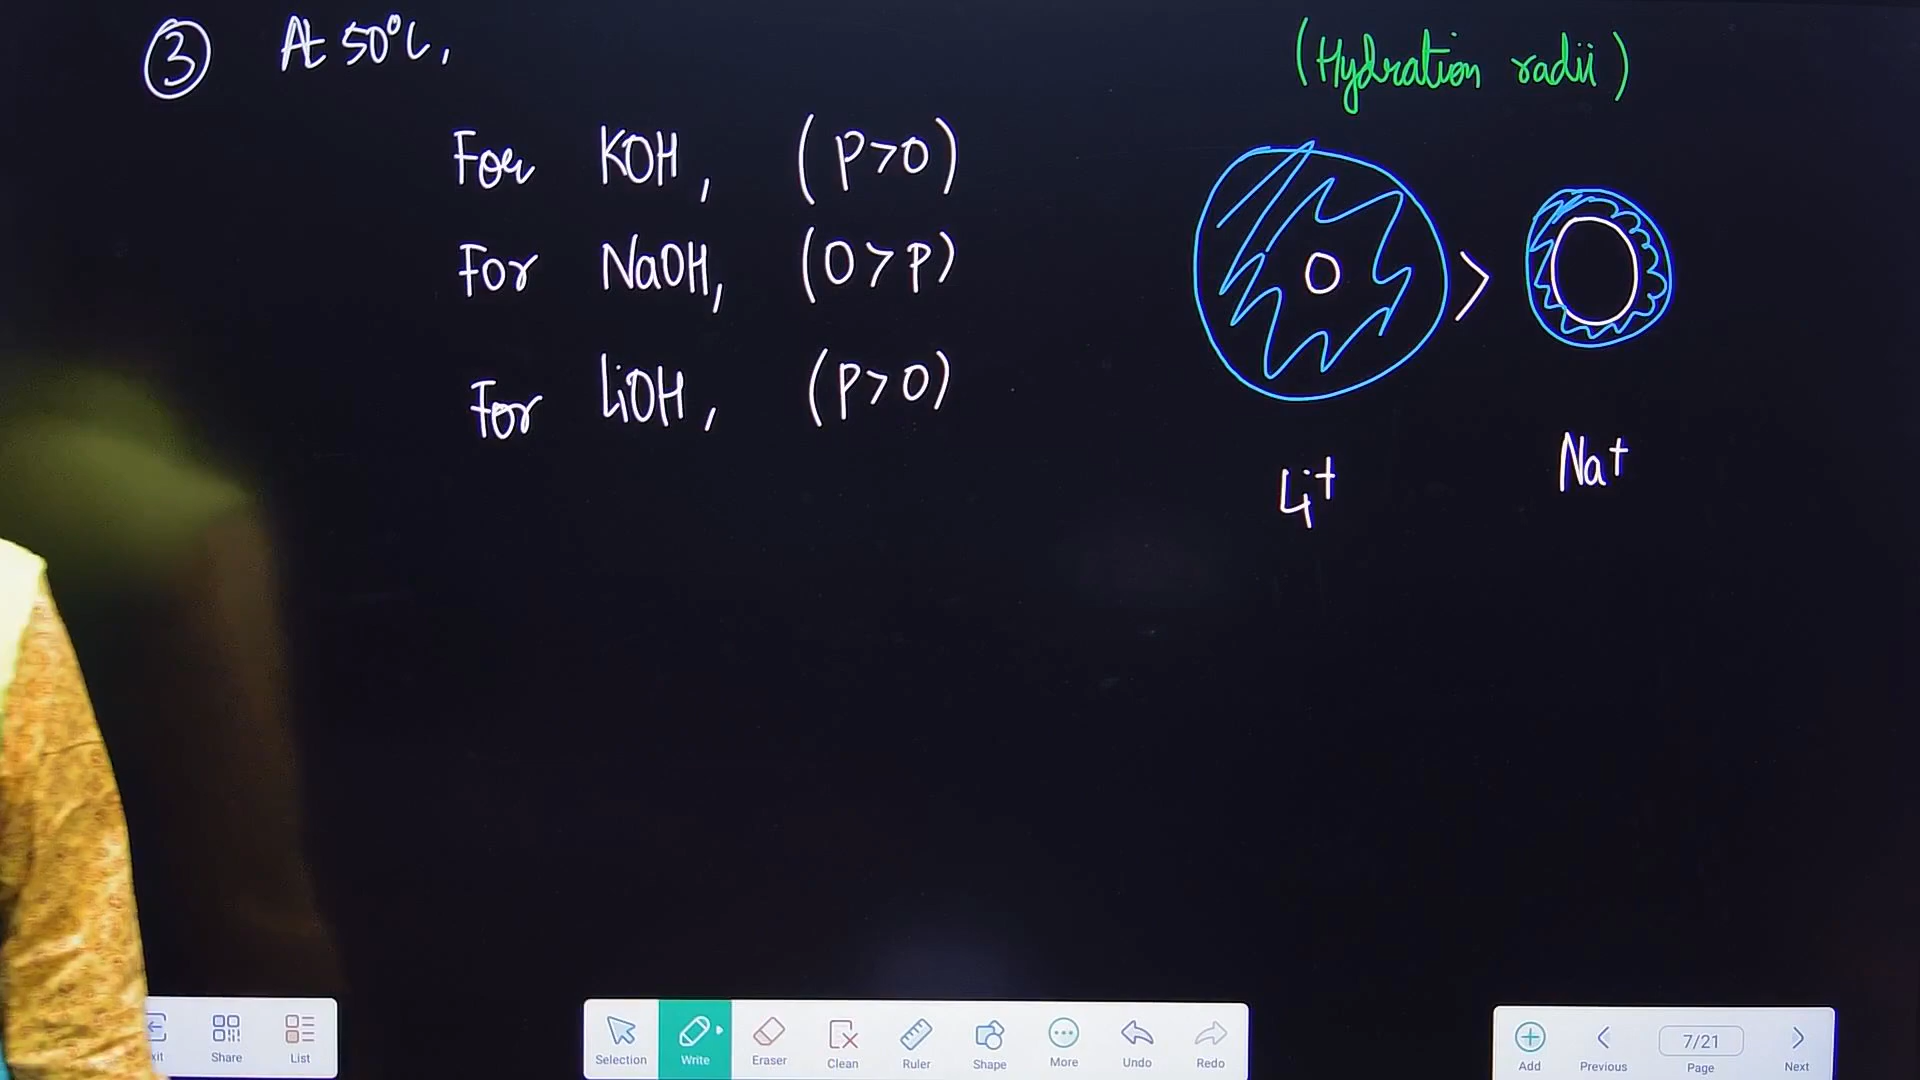 ③ At 50°C,
(Hydration radii)
For KOH, (P>O)
For NaOH, (O>P)
For LiOH, (P>O)
>
Li+
Na+
Share
List
Selection
Write
Eraser
Clean
Ruler
Shape
More
Undo
Redo
Add
Previous
7/21
Page
Next